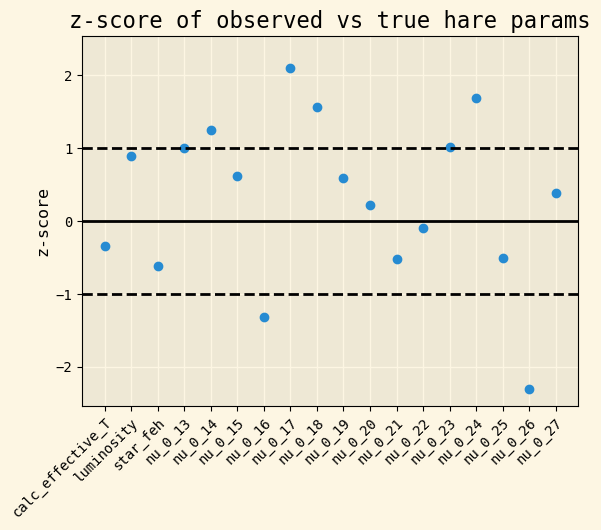 z-score of observed vs true hare params
z-score
2
1
0
−1
−2
calc_effective_T
luminosity
star_feh
nu_0_13
nu_0_14
nu_0_15
nu_0_16
nu_0_17
nu_0_18
nu_0_19
nu_0_20
nu_0_21
nu_0_22
nu_0_23
nu_0_24
nu_0_25
nu_0_26
nu_0_27